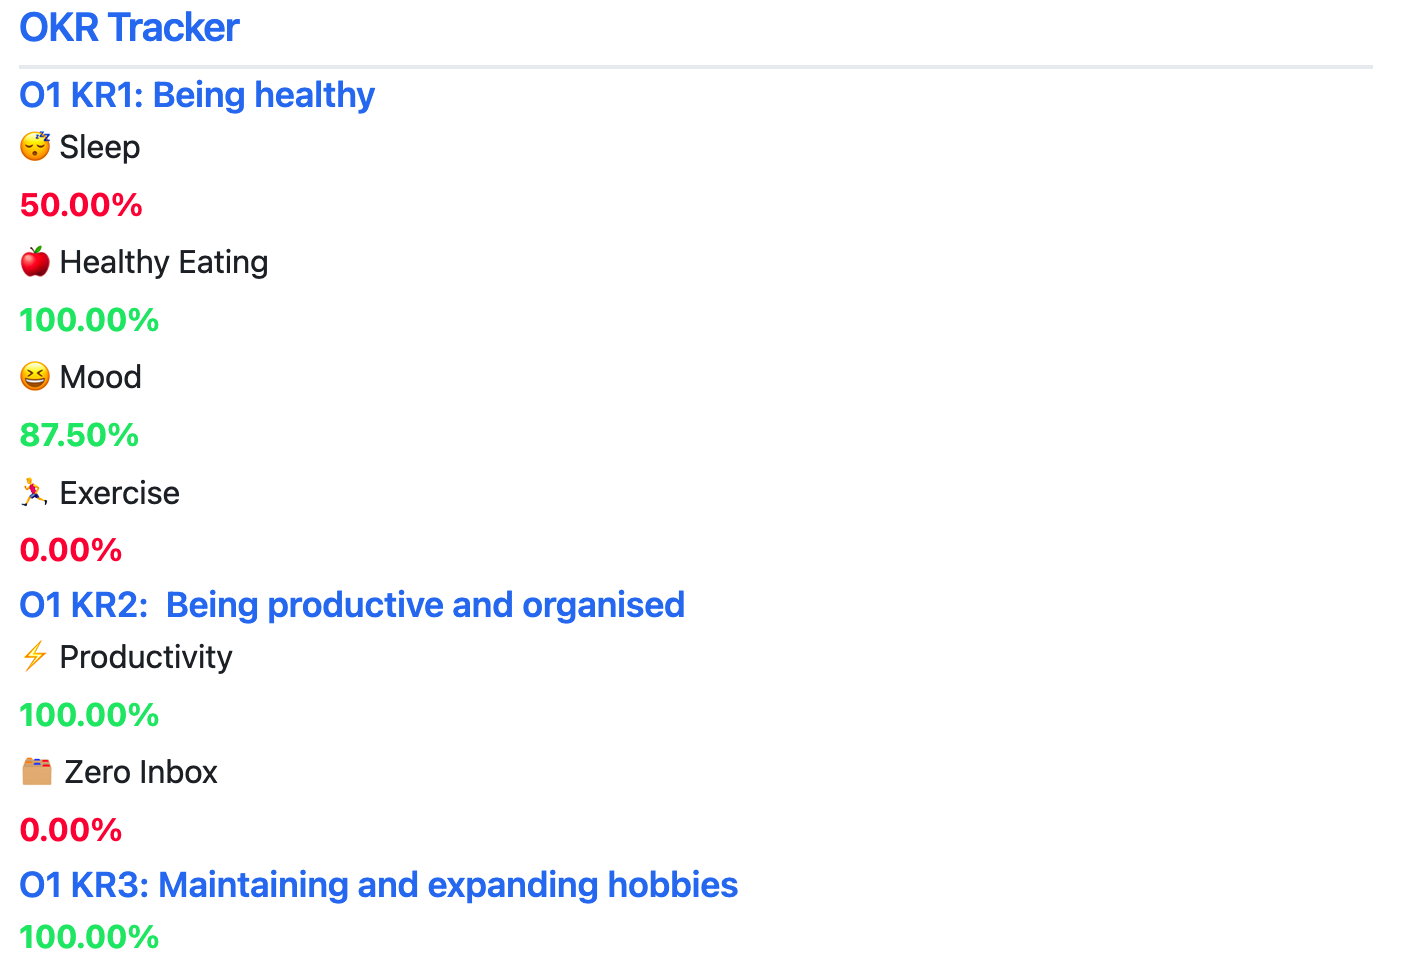 OKR Tracker
O1 KR1: Being healthy
😴 Sleep
50.00%
🍎 Healthy Eating
100.00%
😆 Mood
87.50%
🏃 Exercise
0.00%
O1 KR2:  Being productive and organised
⚡ Productivity
100.00%
🗂️ Zero Inbox
0.00%
O1 KR3: Maintaining and expanding hobbies
100.00%